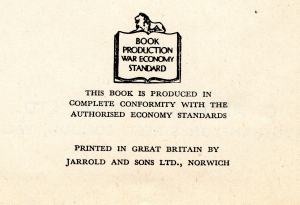 BOOK
PRODUCTION
WAR ECONOMY
STANDARD
THIS BOOK IS PRODUCED IN
COMPLETE CONFORMITY WITH THE
AUTHORISED ECONOMY STANDARDS
PRINTED IN GREAT BRITAIN BY
JARROLD AND SONS LTD., NORWICH